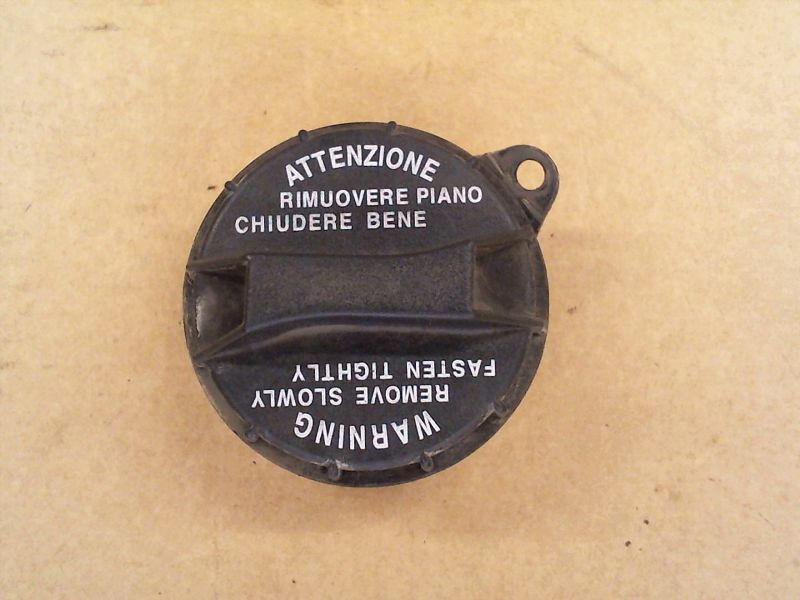 ATTENZIONE
RIMUOVERE PIANO
CHIUDERE BENE
WARNING
REMOVE SLOWLY
FASTEN TIGHTLY